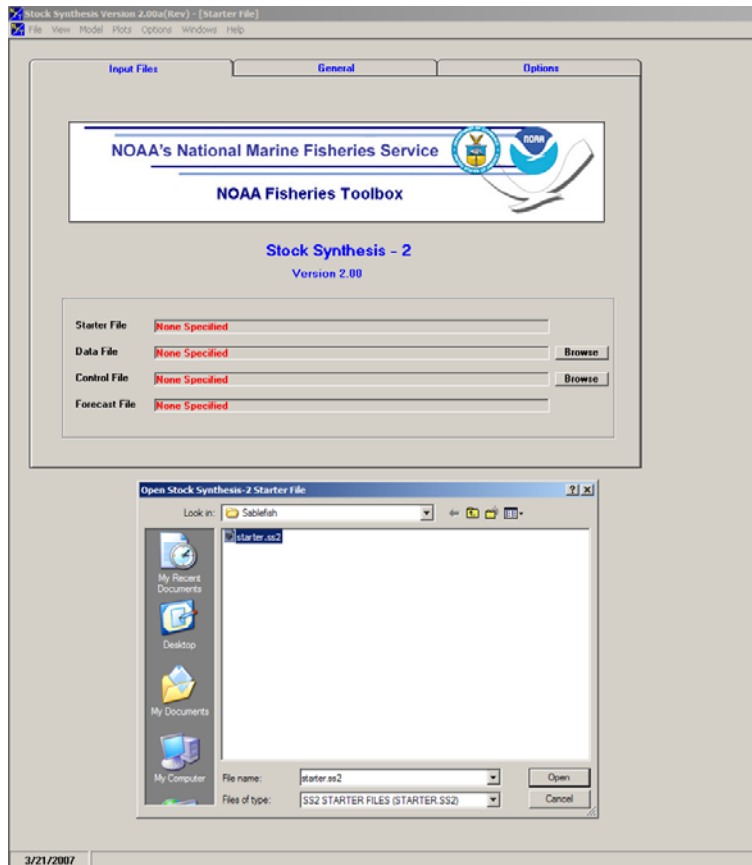 Stock Synthesis Version 2.00a(Rev) - [Starter File]
File View Model Plots Options Windows Help
Input Files General Options
NOAA's National Marine Fisheries Service
NOAA
NOAA Fisheries Toolbox
Stock Synthesis - 2
Version 2.00
Starter File None Specified
Data File None Specified Browse
Control File None Specified Browse
Forecast File None Specified
Open Stock Synthesis-2 Starter File
Look in: Sablefish
starter.ss2
My Recent
Documents
Desktop
My Documents
My Computer
File name: starter.ss2 Open
Files of type: SS2 STARTER FILES (STARTER.SS2) Cancel
3/21/2007